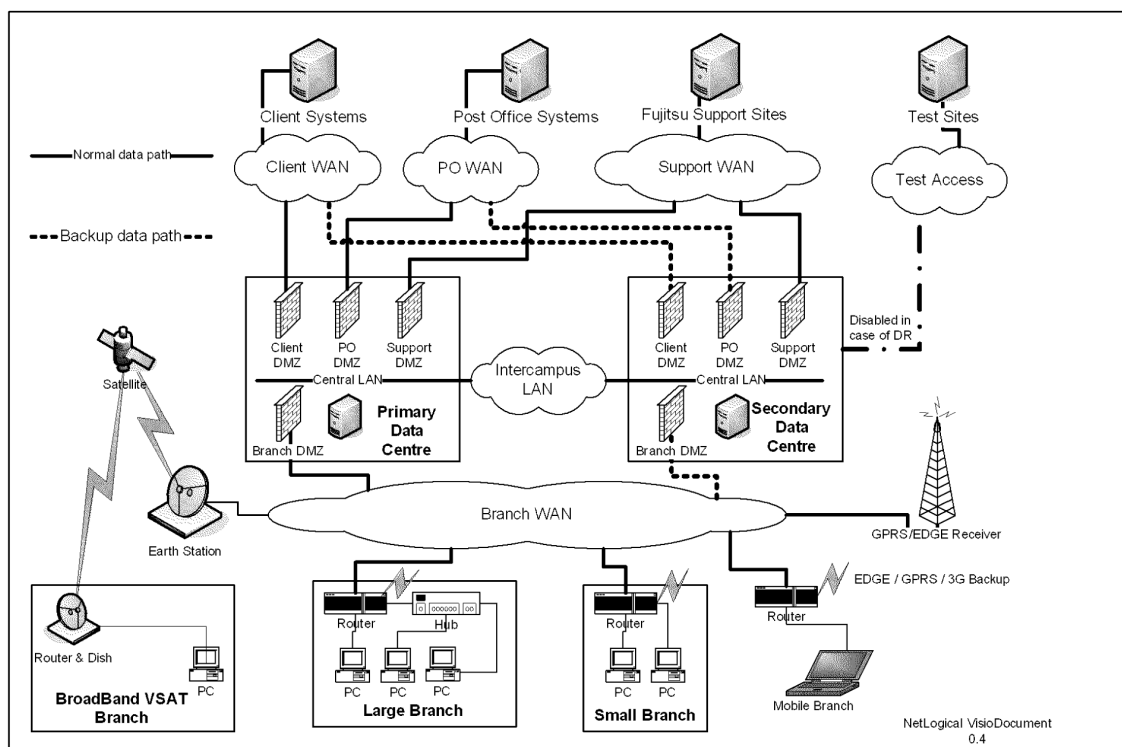 Client Systems
Post Office Systems
Fujitsu Support Sites
Test Sites
Normal data path
Client WAN
PO WAN
Support WAN
Test Access
Backup data path
Client
DMZ
PO
DMZ
Support
DMZ
Client
DMZ
PO
DMZ
Support
DMZ
Disabled in
case of DR
Satellite
Central LAN
Intercampus
LAN
Central LAN
Primary
Data
Centre
Secondary
Data
Centre
Branch DMZ
Branch DMZ
Branch WAN
Earth Station
GPRS/EDGE Receiver
EDGE / GPRS / 3G Backup
Router
Hub
Router
Router
Router & Dish
PC
PC
PC
PC
PC
PC
BroadBand VSAT
Branch
Large Branch
Small Branch
Mobile Branch
NetLogical VisioDocument
0.4